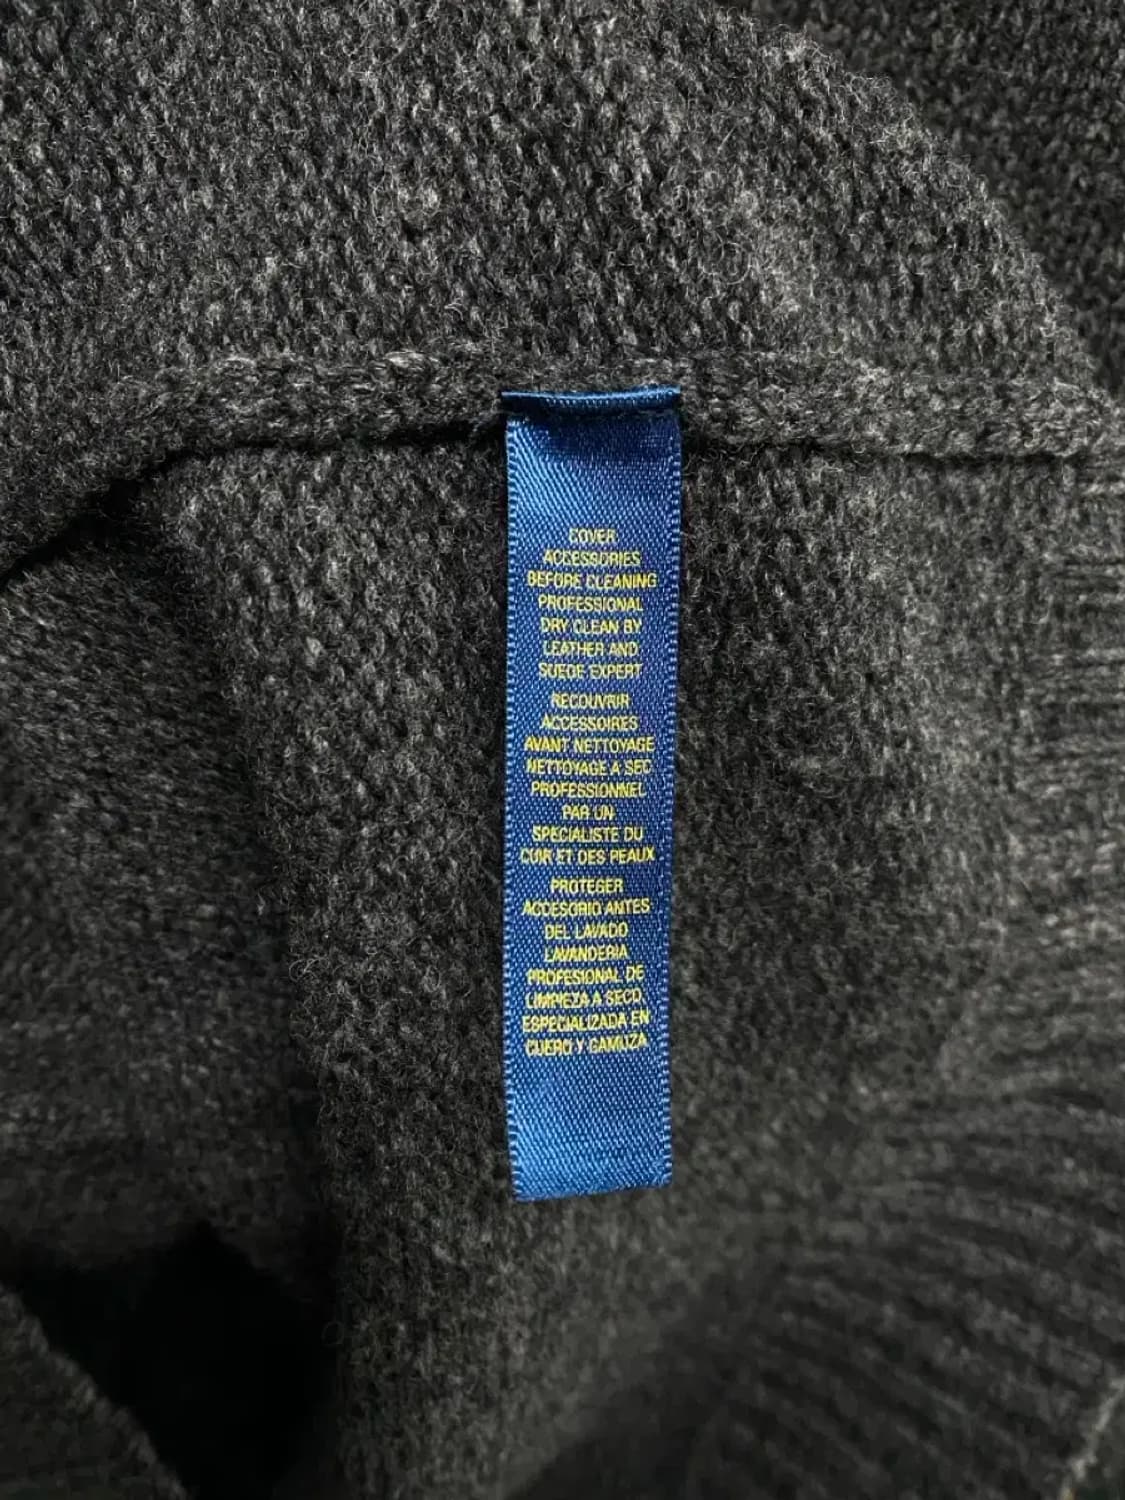 COVER
ACCESSORIES
BEFORE CLEANING
PROFESSIONAL
DRY CLEAN BY
LEATHER AND
SUEDE EXPERT
RECOUVRIR
ACCESSOIRES
AVANT NETTOYAGE
NETTOYAGE A SEC
PROFESSIONNEL
PAR UN
SPECIALISTE DU
CUIR ET DES PEAUX
PROTEGER
ACCESORIO ANTES
DEL LAVADO
LAVANDERIA
PROFESIONAL DE
LIMPIEZA A SECO,
ESPECIALIZADA EN
CUERO Y GAMUZA